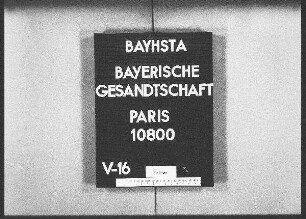 BAYHSTA
BAYERISCHE
GESANDTSCHAFT
PARIS
10800
V-16